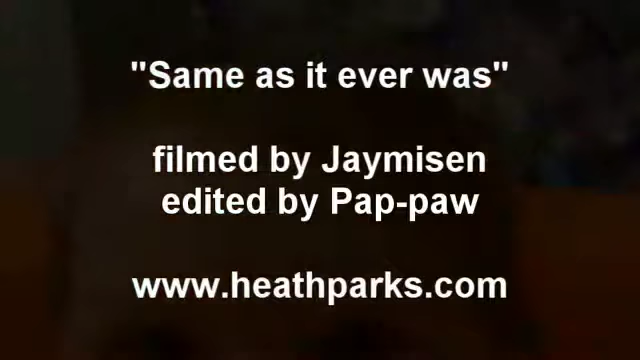 "Same as it ever was"
filmed by Jaymisen
edited by Pap-paw
www.heathparks.com